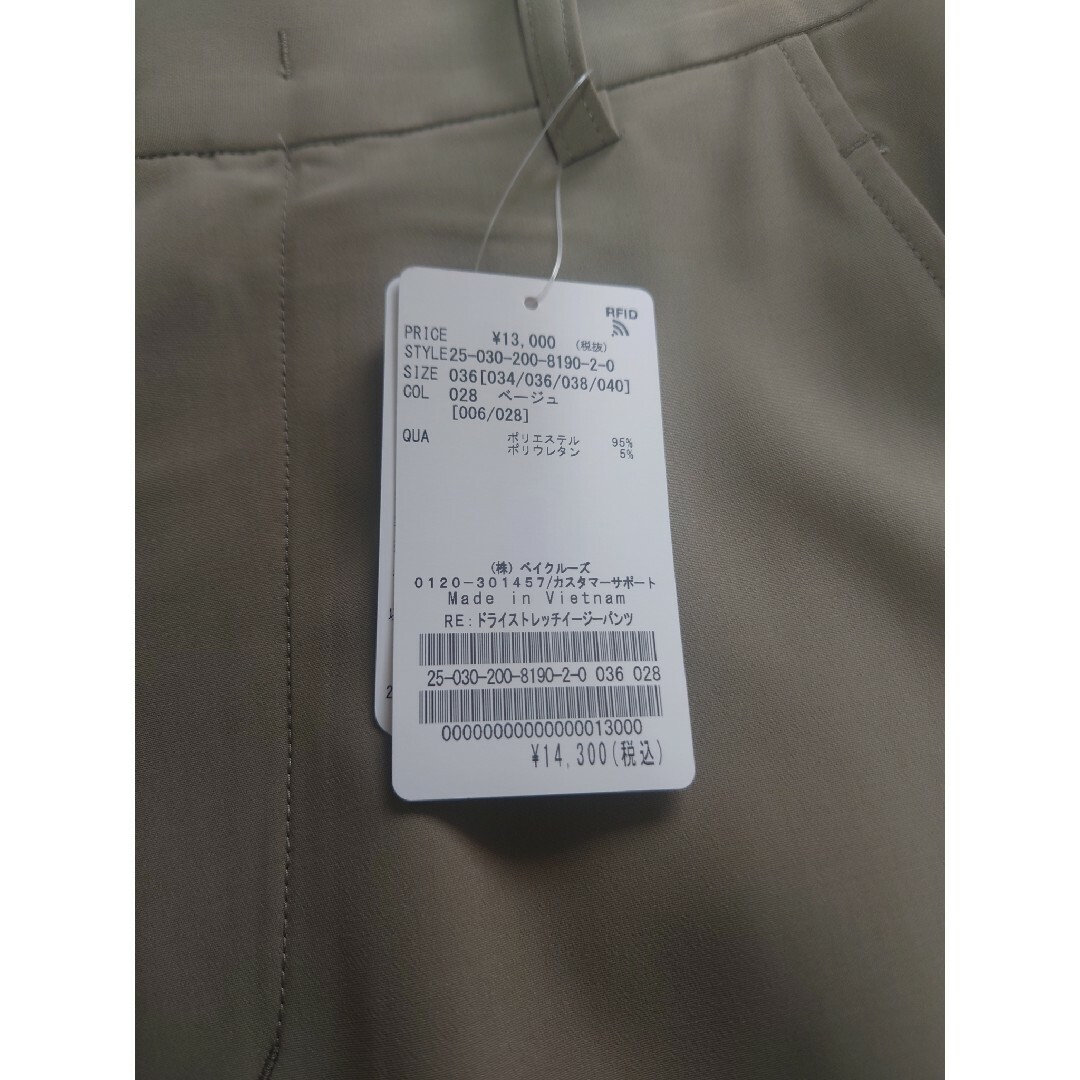 RFID
PRICE ¥13,000 (税抜)
STYLE25-030-200-8190-2-0
SIZE 036[034/036/038/040]
COL 028 ベージュ
[006/028]
QUA ポリエステル 95%
ポリウレタン 5%
(株)ベイクルーズ
0120-301457/カスタマーサポート
Made in Vietnam
RE:ドライストレッチイージーパンツ
25-030-200-8190-2-0 036 028
00000000000000013000
¥14,300(税込)